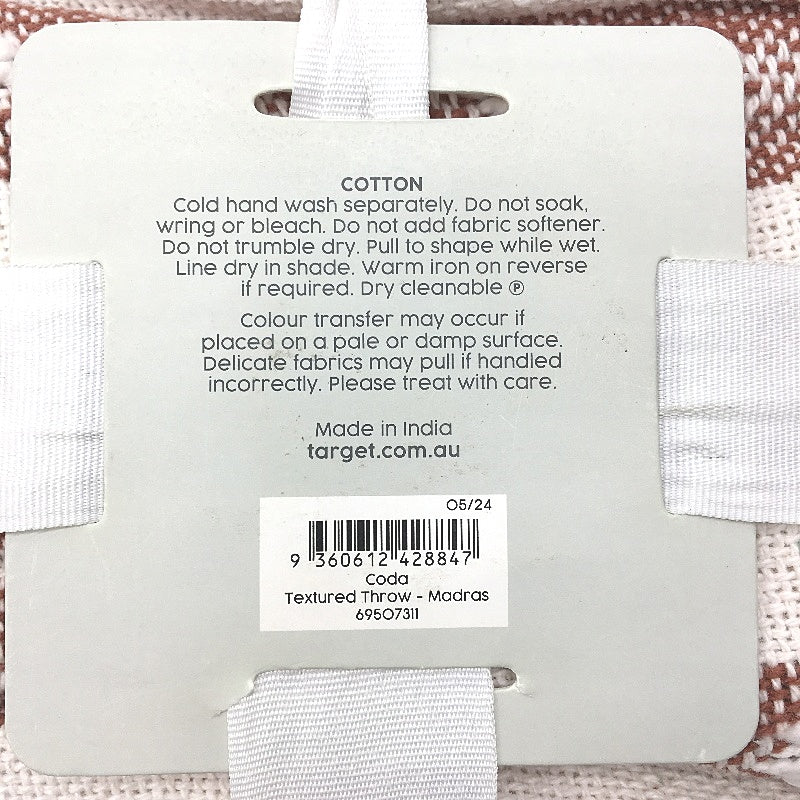 COTTON
Cold hand wash separately. Do not soak,
wring or bleach. Do not add fabric softener.
Do not trumble dry. Pull to shape while wet.
Line dry in shade. Warm iron on reverse
if required. Dry cleanable Ⓟ
Colour transfer may occur if
placed on a pale or damp surface.
Delicate fabrics may pull if handled
incorrectly. Please treat with care.
Made in India
target.com.au
05/24
9 360612 428847
Coda
Textured Throw - Madras
69507311